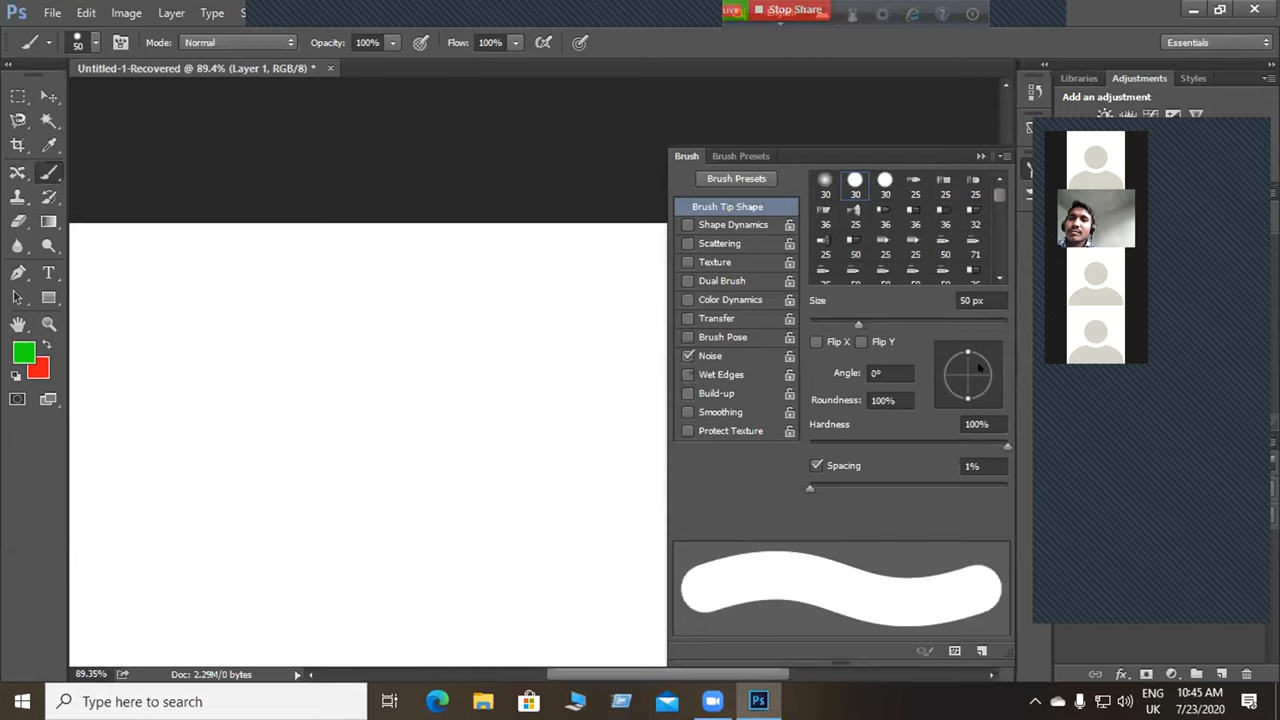 Ps File Edit Image Layer Type S
LIVE Stop Share
50 Mode: Normal Opacity: 100% Flow: 100% Essentials
Untitled-1-Recovered @ 89.4% (Layer 1, RGB/8) *
Libraries Adjustments Styles
Add an adjustment
Brush Brush Presets
Brush Presets
30 30 30 25 25 25
Brush Tip Shape
Shape Dynamics
36 25 36 36 36 32
Scattering
25 50 25 25 50 71
Texture
Dual Brush
Color Dynamics
Size 50 px
Transfer
Brush Pose
Flip X Flip Y
Noise
Wet Edges
Angle: 0°
Build-up
Roundness: 100%
Smoothing
Hardness 100%
Protect Texture
Spacing 1%
89.35% Doc: 2.29M/0 bytes
fx
Type here to search
Ps
ENG
UK
10:45 AM
7/23/2020